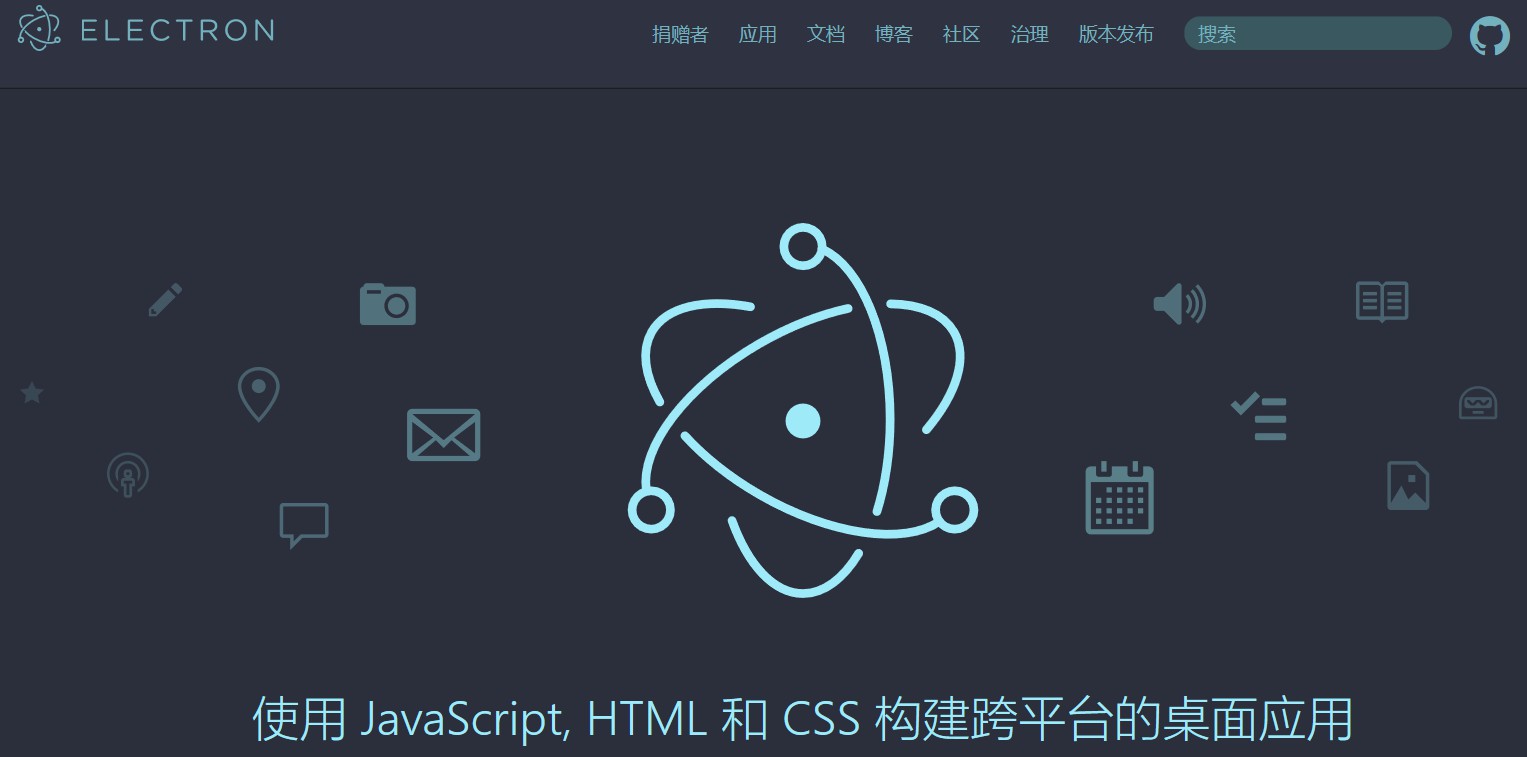 ELECTRON
捐赠者 应用 文档 博客 社区 治理 版本发布 搜索
使用 JavaScript, HTML 和 CSS 构建跨平台的桌面应用